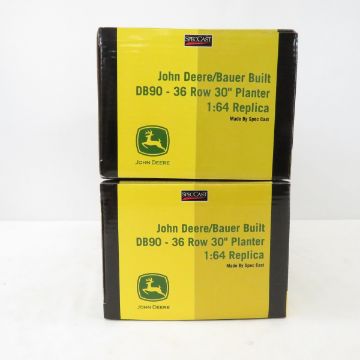 SPECCAST
John Deere/Bauer Built
DB90 - 36 Row 30" Planter
1:64 Replica
Made By Spec Cast
JOHN DEERE
SPECCAST
John Deere/Bauer Built
DB90 - 36 Row 30" Planter
1:64 Replica
Made By Spec Cast
JOHN DEERE